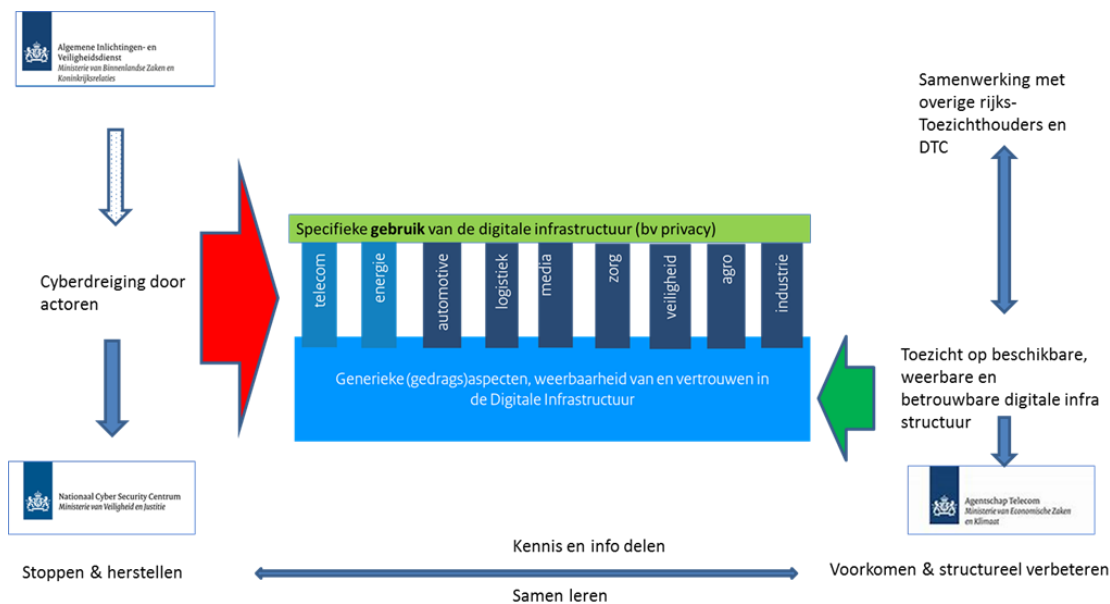 Algemene Inlichtingen- en
Veiligheidsdienst
Ministerie van Binnenlandse Zaken en
Koninkrijksrelaties
Samenwerking met
overige rijks-
Toezichthouders en
DTC
Cyberdreiging door
actoren
Specifieke gebruik van de digitale infrastructuur (bv privacy)
telecom
energie
automotive
logistiek
media
zorg
veiligheid
agro
industrie
Generieke (gedrags)aspecten, weerbaarheid van en vertrouwen in
de Digitale Infrastructuur
Toezicht op beschikbare,
weerbare en
betrouwbare digitale infra
structuur
Nationaal Cyber Security Centrum
Ministerie van Veiligheid en Justitie
Agentschap Telecom
Ministerie van Economische Zaken
en Klimaat
Stoppen & herstellen
Kennis en info delen
Samen leren
Voorkomen & structureel verbeteren